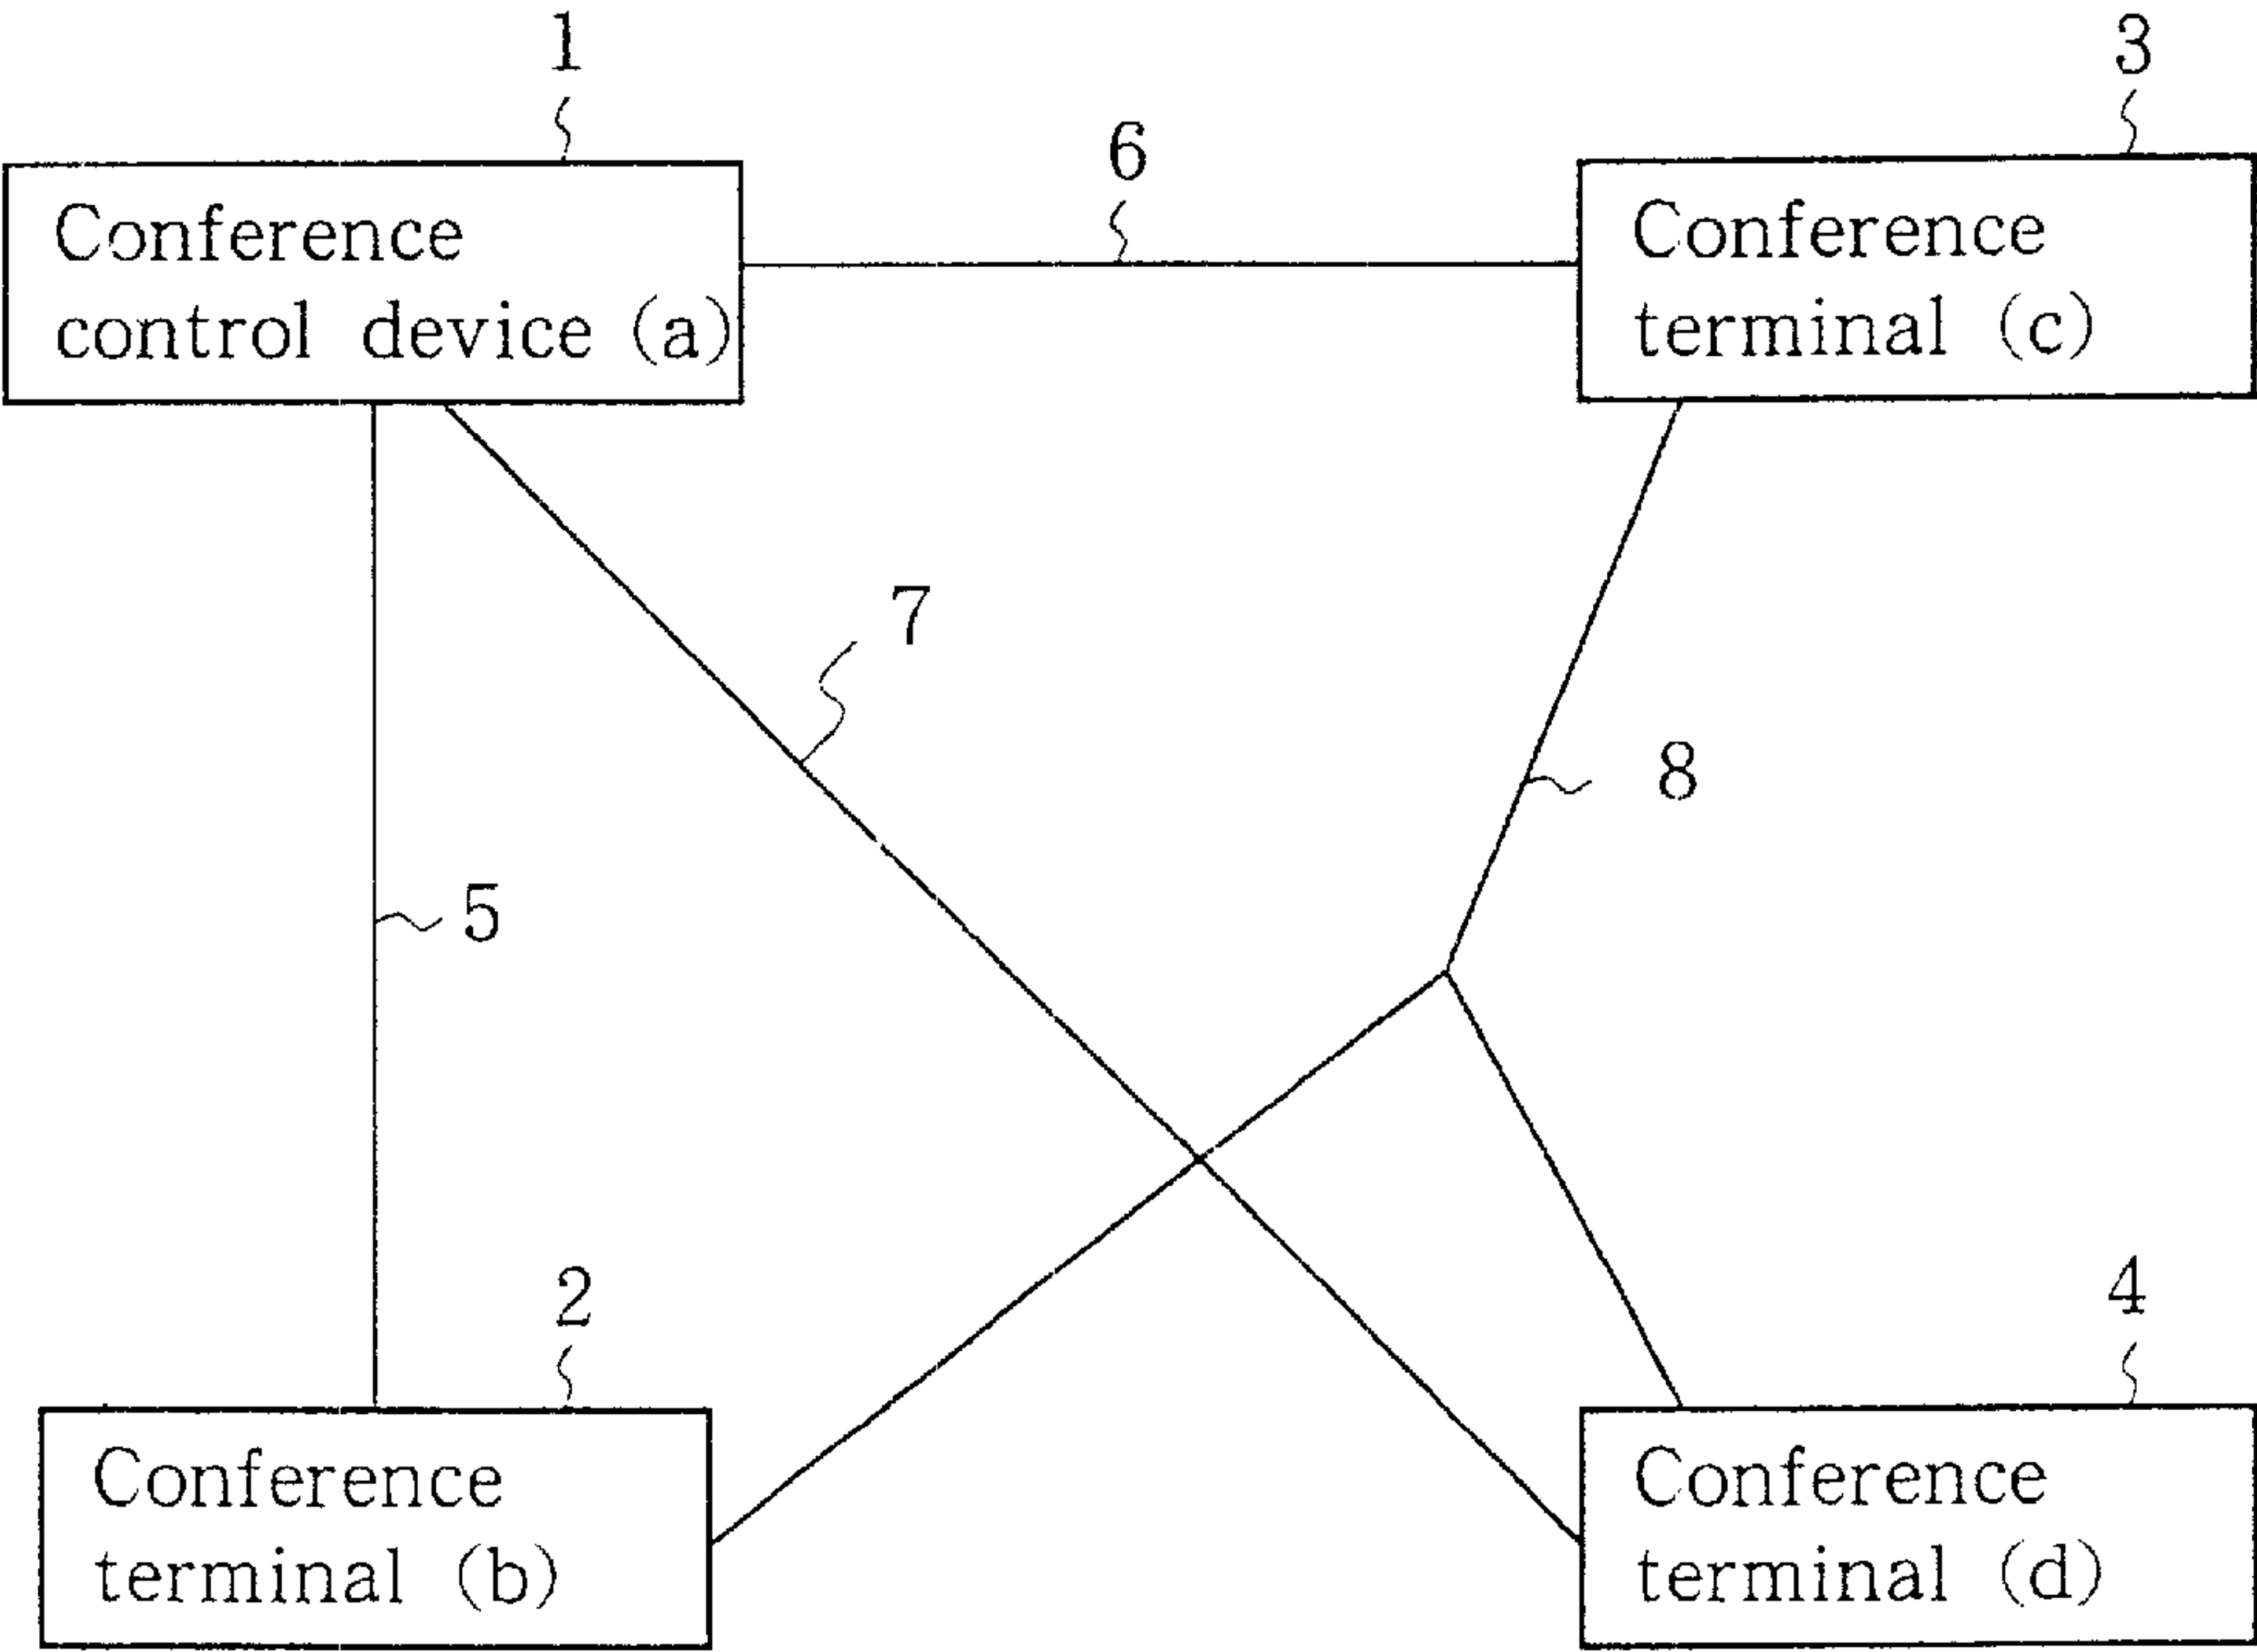 1
3
6
Conference
control device (a)
Conference
terminal (c)
7
8
5
2
4
Conference
terminal (b)
Conference
terminal (d)